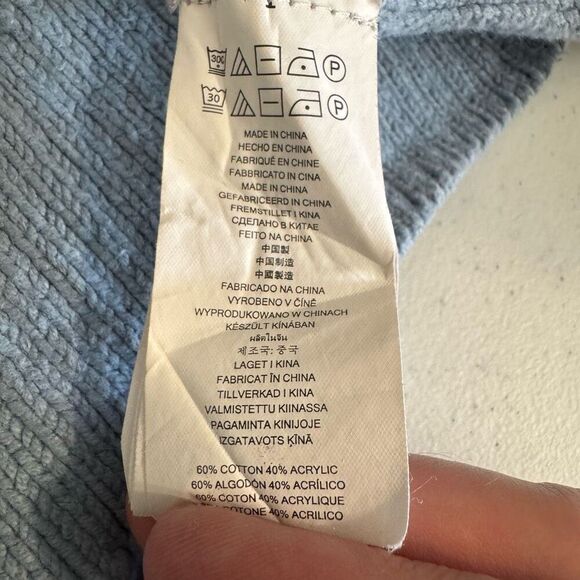 30 P
30 P
MADE IN CHINA
HECHO EN CHINA
FABRIQUÉ EN CHINE
FABBRICATO IN CINA
MADE IN CHINA
GEFABRICEERD IN CHINA
FREMSTILLET I KINA
СДЕЛАНО В КИТАЕ
FEITO NA CHINA
中国製
中国制造
中國製造
FABRICADO NA CHINA
VYROBENO V ČÍNĚ
WYPRODUKOWANO W CHINACH
KÉSZÜLT KÍNÁBAN
ผลิตในจีน
제조국: 중국
LAGET I KINA
FABRICAT ÎN CHINA
TILLVERKAD I KINA
VALMISTETTU KIINASSA
PAGAMINTA KINIJOJE
IZGATAVOTS ĶĪNĀ
60% COTTON 40% ACRYLIC
60% ALGODÓN 40% ACRÍLICO
60% COTON 40% ACRYLIQUE
COTONE 40% ACRILICO